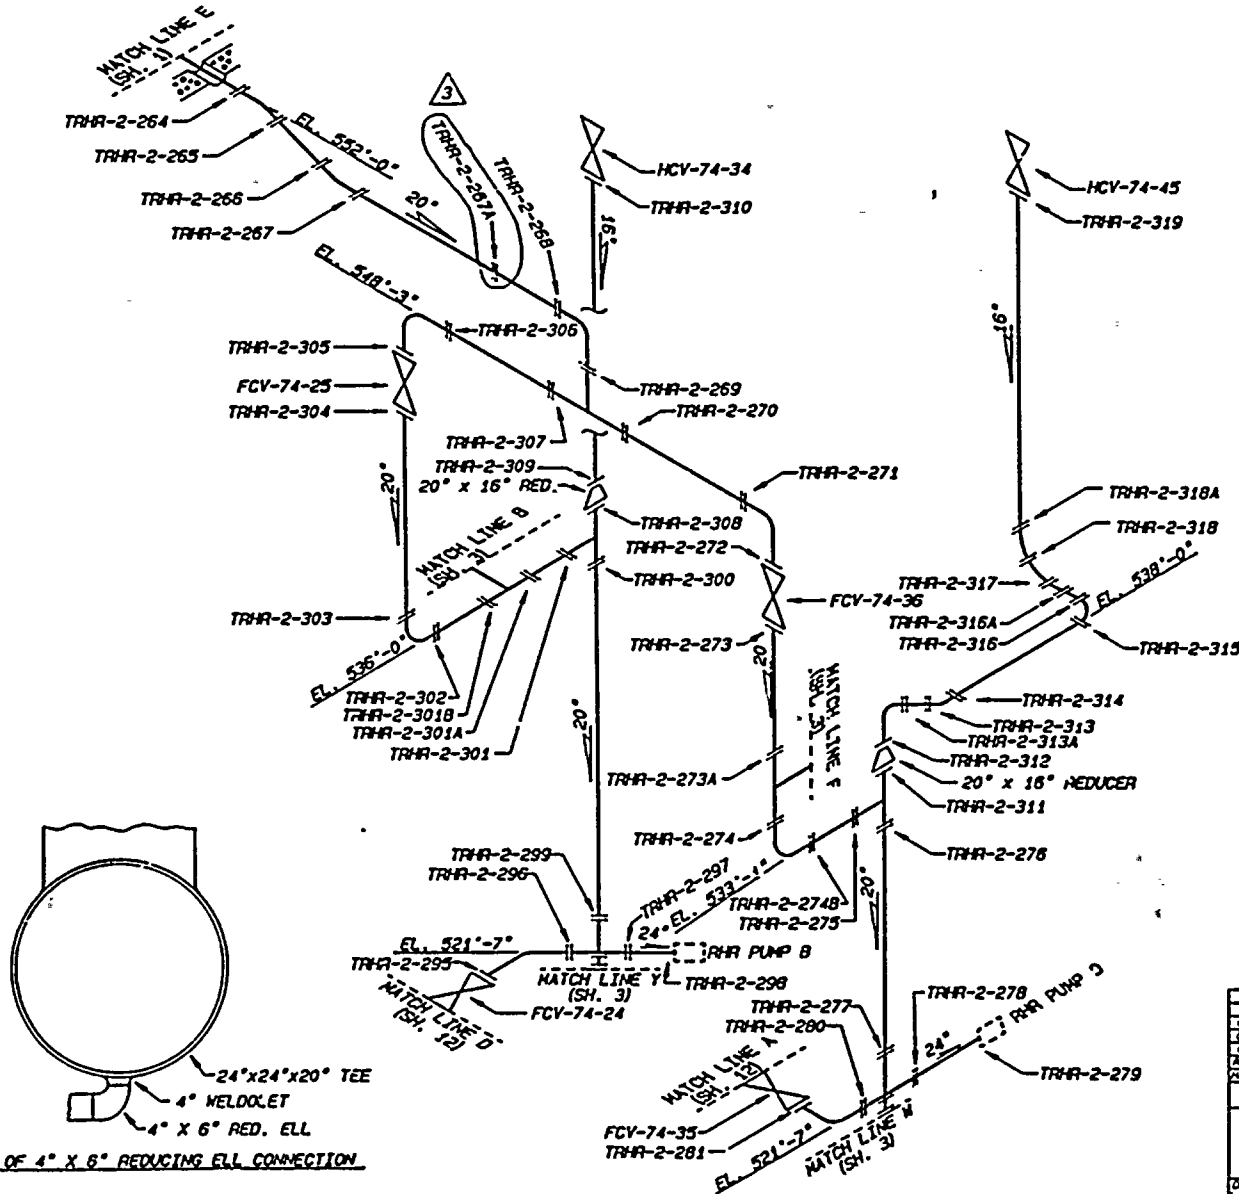 MATCH LINE E
(SH. 1)
TRHR-2-264
TRHR-2-265
TRHR-2-266
TRHR-2-267
EL. 552'-0"
20"
3
TRHR-2-267A
TRHR-2-268
HCV-74-34
TRHR-2-310
16"
HCV-74-45
TRHR-2-319
16"
EL. 548'-3"
TRHR-2-306
TRHR-2-305
FCV-74-25
TRHR-2-304
TRHR-2-269
TRHR-2-270
TRHR-2-307
TRHR-2-309
20" X 16" RED.
TRHR-2-271
20"
MATCH LINE B
(SH. 3)
TRHR-2-308
TRHR-2-272
TRHR-2-300
FCV-74-36
TRHR-2-273
TRHR-2-318A
TRHR-2-318
TRHR-2-317
TRHR-2-316A
TRHR-2-316
EL. 538'-0"
TRHR-2-315
TRHR-2-303
EL. 536'-0"
TRHR-2-302
TRHR-2-301B
TRHR-2-301A
TRHR-2-301
20"
20"
MATCH LINE F
(SH. 3)
TRHR-2-314
TRHR-2-313
TRHR-2-313A
TRHR-2-312
20" X 16" REDUCER
TRHR-2-311
TRHR-2-273A
TRHR-2-274
TRHR-2-276
TRHR-2-299
TRHR-2-296
TRHR-2-297
EL. 533'-1"
TRHR-2-274B
TRHR-2-275
20"
EL. 521'-7"
24"
RHR PUMP B
TRHR-2-295
MATCH LINE Y
(SH. 3)
TRHR-2-298
MATCH LINE D
(SH. 12)
FCV-74-24
TRHR-2-277
TRHR-2-280
TRHR-2-278
RHR PUMP D
24"
TRHR-2-279
MATCH LINE A
(SH. 12)
FCV-74-35
TRHR-2-281
EL. 521'-7"
MATCH LINE W
(SH. 3)
24"x24"x20" TEE
4" WELDOLET
4" X 6" RED. ELL
OF 4" X 6" REDUCING ELL CONNECTION